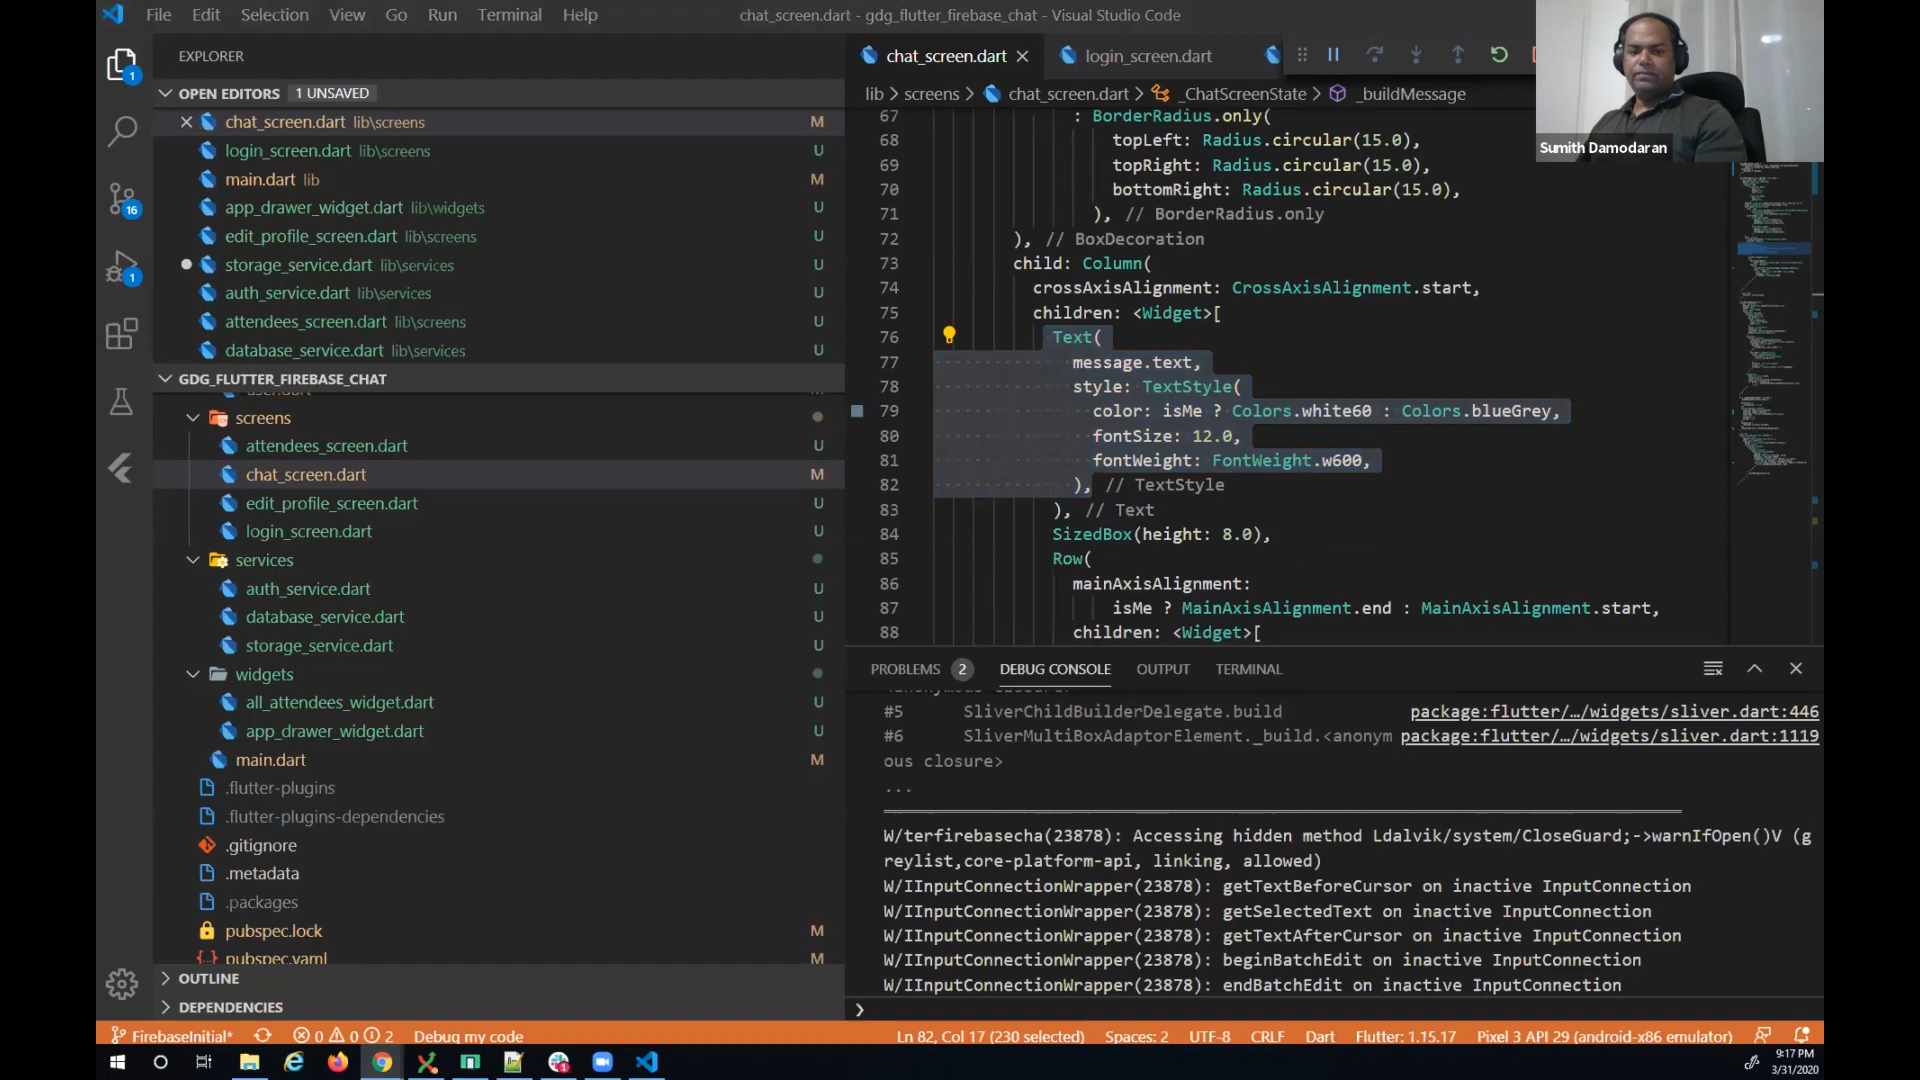 File Edit Selection View Go Run Terminal Help
chat_screen.dart - gdg_flutter_firebase_chat - Visual Studio Code
EXPLORER
OPEN EDITORS 1 UNSAVED
chat_screen.dart lib\screens M
login_screen.dart lib\screens U
main.dart lib M
app_drawer_widget.dart lib\widgets U
edit_profile_screen.dart lib\screens U
storage_service.dart lib\services U
auth_service.dart lib\services U
attendees_screen.dart lib\screens U
database_service.dart lib\services U
GDG_FLUTTER_FIREBASE_CHAT
screens
attendees_screen.dart U
chat_screen.dart M
edit_profile_screen.dart U
login_screen.dart U
services
auth_service.dart U
database_service.dart U
storage_service.dart U
widgets
all_attendees_widget.dart U
app_drawer_widget.dart U
main.dart M
.flutter-plugins
.flutter-plugins-dependencies
.gitignore
.metadata
.packages
pubspec.lock M
pubspec.yaml M
OUTLINE
DEPENDENCIES
1
16
1
chat_screen.dart login_screen.dart
lib > screens > chat_screen.dart > _ChatScreenState > _buildMessage
67 : BorderRadius.only(
68 topLeft: Radius.circular(15.0),
69 topRight: Radius.circular(15.0),
70 bottomRight: Radius.circular(15.0),
71 ), // BorderRadius.only
72 ), // BoxDecoration
73 child: Column(
74 crossAxisAlignment: CrossAxisAlignment.start,
75 children: <Widget>[
76 Text(
77 message.text,
78 style: TextStyle(
79 color: isMe ? Colors.white60 : Colors.blueGrey,
80 fontSize: 12.0,
81 fontWeight: FontWeight.w600,
82 ), // TextStyle
83 ), // Text
84 SizedBox(height: 8.0),
85 Row(
86 mainAxisAlignment:
87 isMe ? MainAxisAlignment.end : MainAxisAlignment.start,
88 children: <Widget>[
Sumith Damodaran
PROBLEMS 2 DEBUG CONSOLE OUTPUT TERMINAL
#5 SliverChildBuilderDelegate.build package:flutter/…/widgets/sliver.dart:446
#6 SliverMultiBoxAdaptorElement._build.<anonym package:flutter/…/widgets/sliver.dart:1119
ous closure>
...
W/terfirebasecha(23878): Accessing hidden method Ldalvik/system/CloseGuard;->warnIfOpen()V (g
reylist,core-platform-api, linking, allowed)
W/IInputConnectionWrapper(23878): getTextBeforeCursor on inactive InputConnection
W/IInputConnectionWrapper(23878): getSelectedText on inactive InputConnection
W/IInputConnectionWrapper(23878): getTextAfterCursor on inactive InputConnection
W/IInputConnectionWrapper(23878): beginBatchEdit on inactive InputConnection
W/IInputConnectionWrapper(23878): endBatchEdit on inactive InputConnection
FirebaseInitial* 0 0 2 Debug my code Ln 82, Col 17 (230 selected) Spaces: 2 UTF-8 CRLF Dart Flutter: 1.15.17 Pixel 3 API 29 (android-x86 emulator)
9:17 PM
3/31/2020